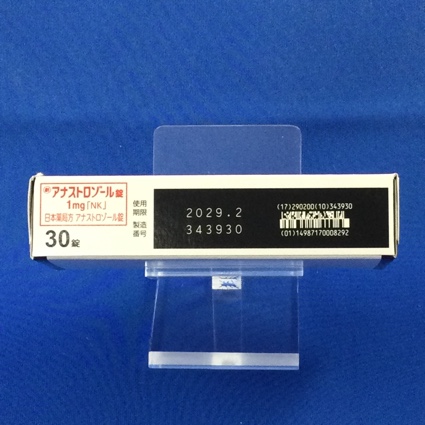 劇 アナストロゾール錠
1mg「NK」
日本薬局方 アナストロゾール錠
30錠
使用
期限
2029.2
製造
番号
343930
(17)290200(10)343930
(01)14987170008292